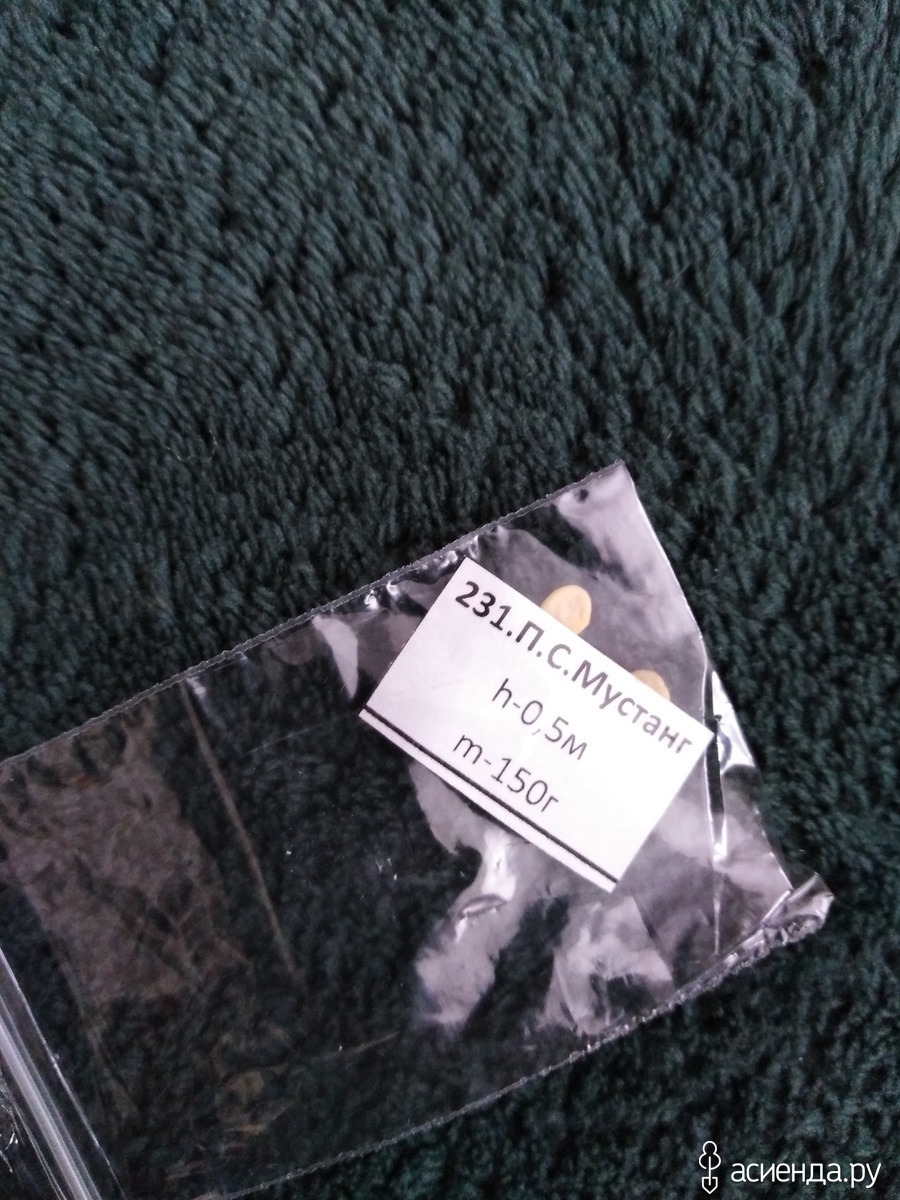 231.П.С.Мустанг
h-0,5м
m-150г
асиенда.ру